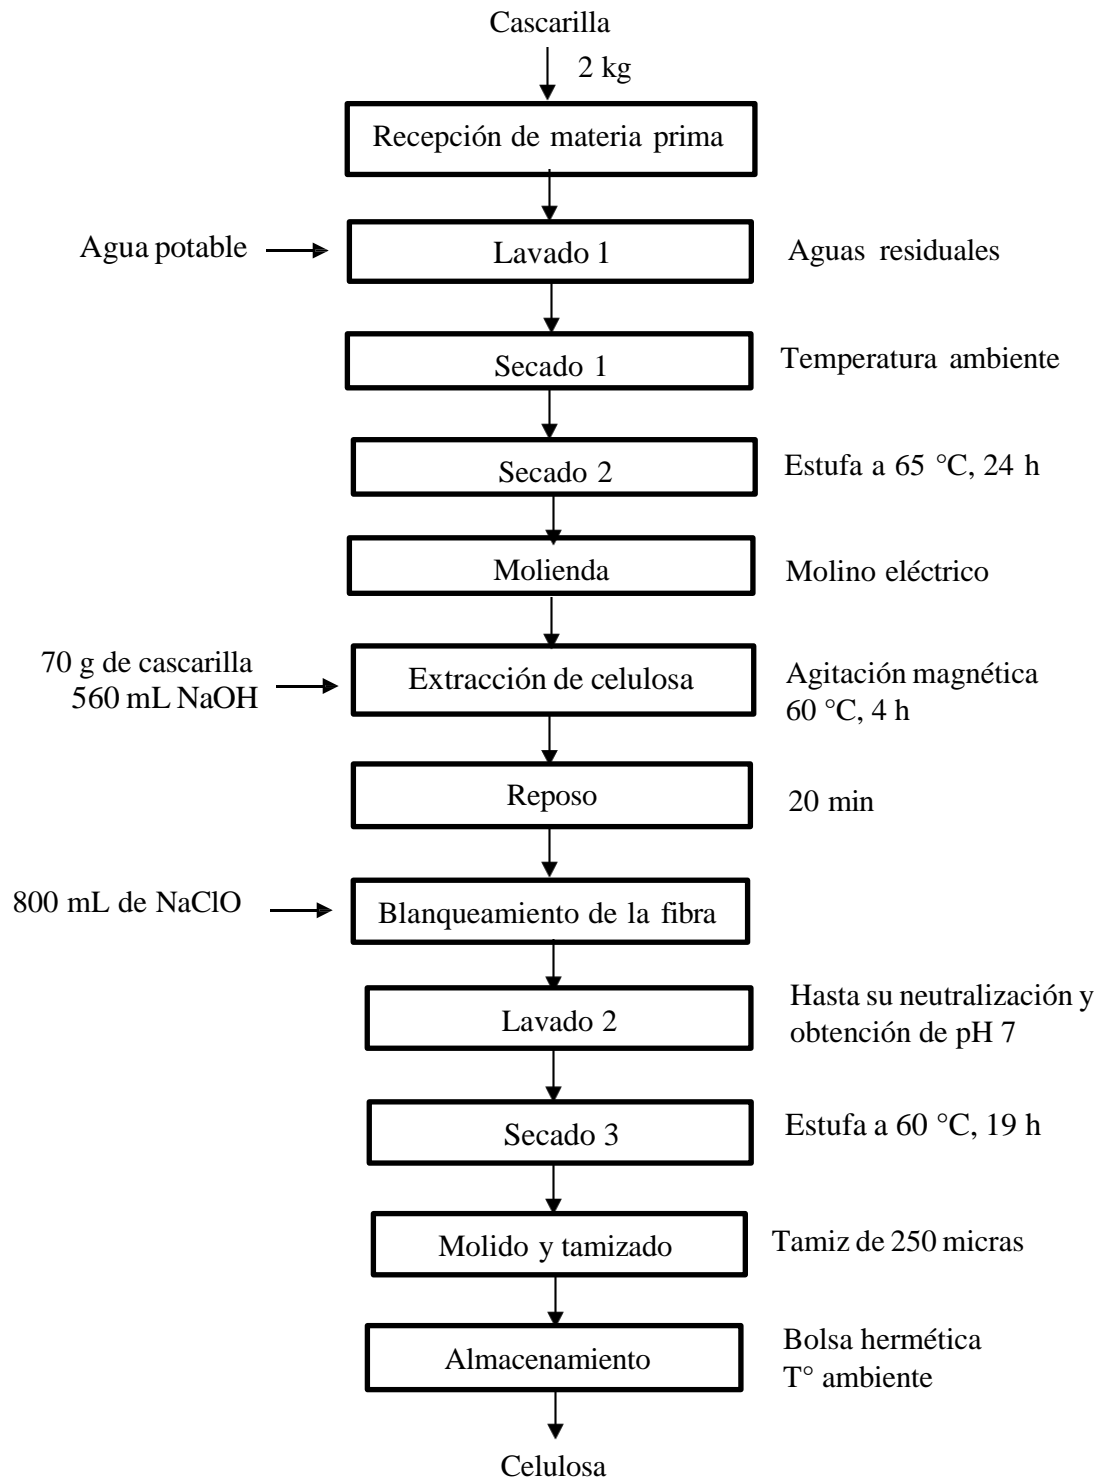 Cascarilla
2 kg
Recepción de materia prima
Agua potable
Lavado 1
Aguas residuales
Secado 1
Temperatura ambiente
Secado 2
Estufa a 65 °C, 24 h
Molienda
Molino eléctrico
70 g de cascarilla
560 mL NaOH
Extracción de celulosa
Agitación magnética
60 °C, 4 h
Reposo
20 min
800 mL de NaClO
Blanqueamiento de la fibra
Lavado 2
Hasta su neutralización y
obtención de pH 7
Secado 3
Estufa a 60 °C, 19 h
Molido y tamizado
Tamiz de 250 micras
Almacenamiento
Bolsa hermética
T° ambiente
Celulosa